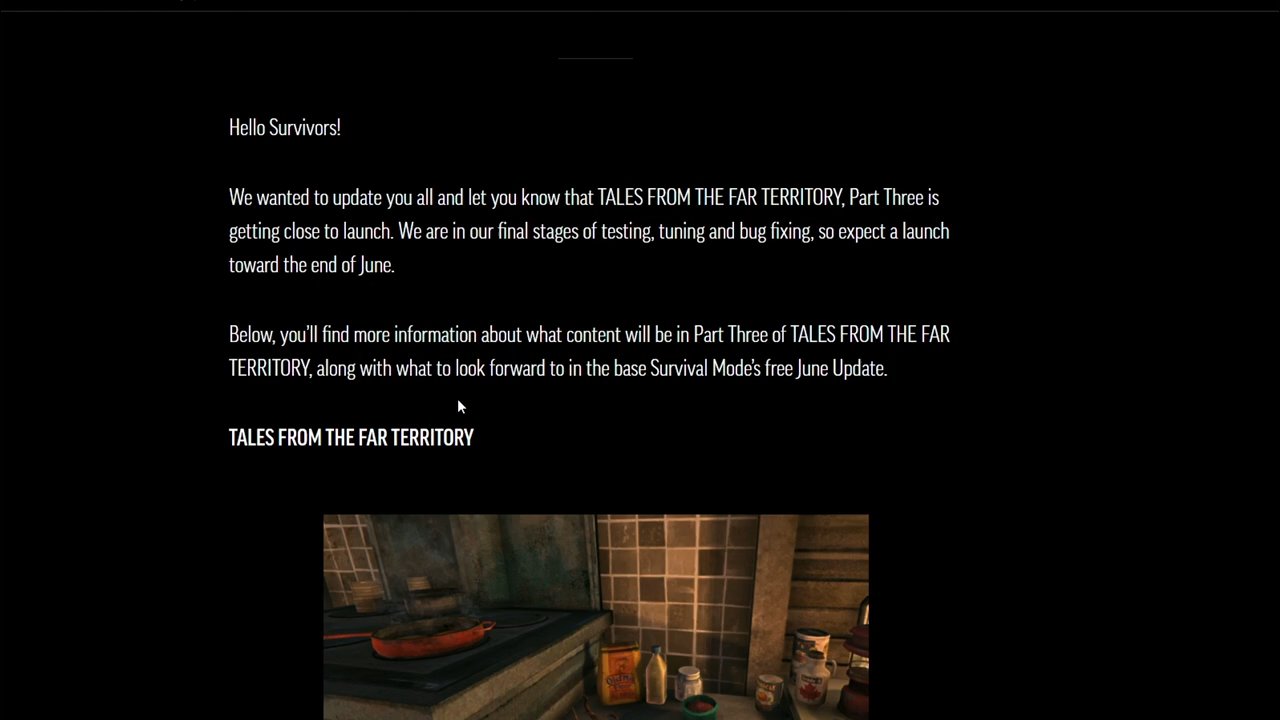 Hello Survivors!
We wanted to update you all and let you know that TALES FROM THE FAR TERRITORY, Part Three is
getting close to launch. We are in our final stages of testing, tuning and bug fixing, so expect a launch
toward the end of June.
Below, you'll find more information about what content will be in Part Three of TALES FROM THE FAR
TERRITORY, along with what to look forward to in the base Survival Mode's free June Update.
TALES FROM THE FAR TERRITORY